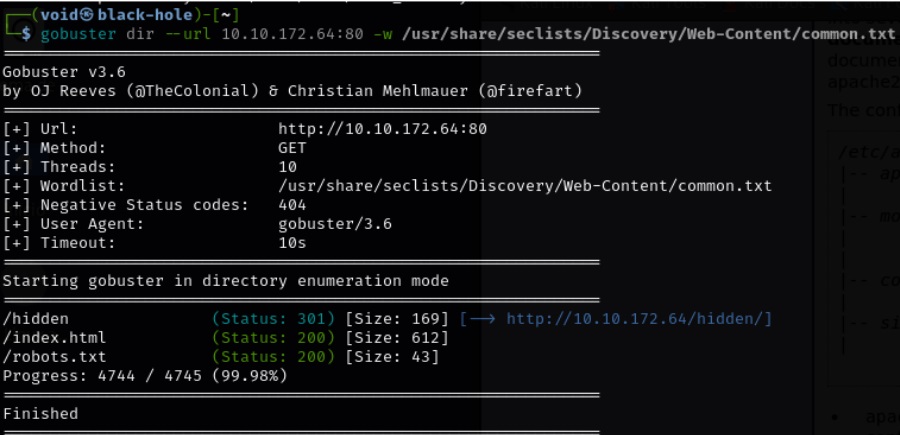 ┌──(void㉿black-hole)-[~]
└─$ gobuster dir --url 10.10.172.64:80 -w /usr/share/seclists/Discovery/Web-Content/common.txt
===============================================================
Gobuster v3.6
by OJ Reeves (@TheColonial) & Christian Mehlmauer (@firefart)
===============================================================
[+] Url:                     http://10.10.172.64:80
[+] Method:                  GET
[+] Threads:                 10
[+] Wordlist:                /usr/share/seclists/Discovery/Web-Content/common.txt
[+] Negative Status codes:   404
[+] User Agent:              gobuster/3.6
[+] Timeout:                 10s
===============================================================
Starting gobuster in directory enumeration mode
===============================================================
/hidden               (Status: 301) [Size: 169] [--> http://10.10.172.64/hidden/]
/index.html           (Status: 200) [Size: 612]
/robots.txt           (Status: 200) [Size: 43]
Progress: 4744 / 4745 (99.98%)
===============================================================
Finished
===============================================================
docume
apache2
The cont
/etc/a
|-- ap
|-- mo
|-- co
|-- si
apa